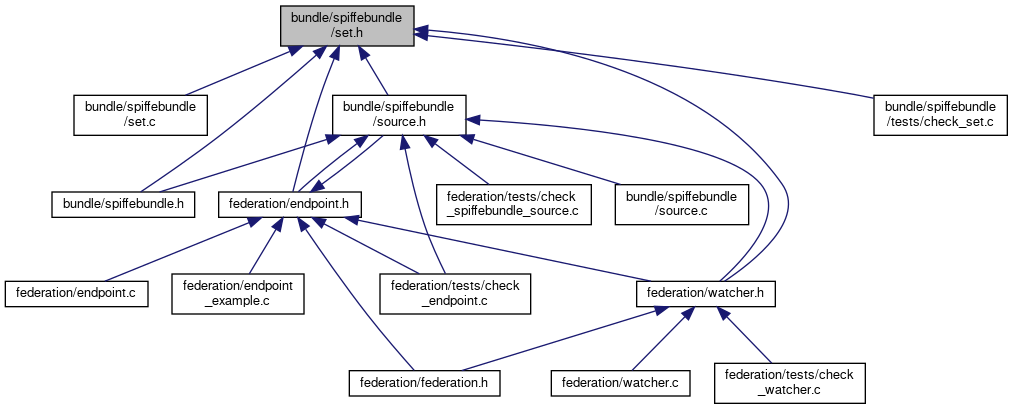 bundle/spiffebundle
/set.h
bundle/spiffebundle
/set.c
bundle/spiffebundle
/source.h
bundle/spiffebundle
/tests/check_set.c
bundle/spiffebundle.h
federation/endpoint.h
federation/tests/check
_spiffebundle_source.c
bundle/spiffebundle
/source.c
federation/endpoint.c
federation/endpoint
_example.c
federation/tests/check
_endpoint.c
federation/watcher.h
federation/federation.h
federation/watcher.c
federation/tests/check
_watcher.c